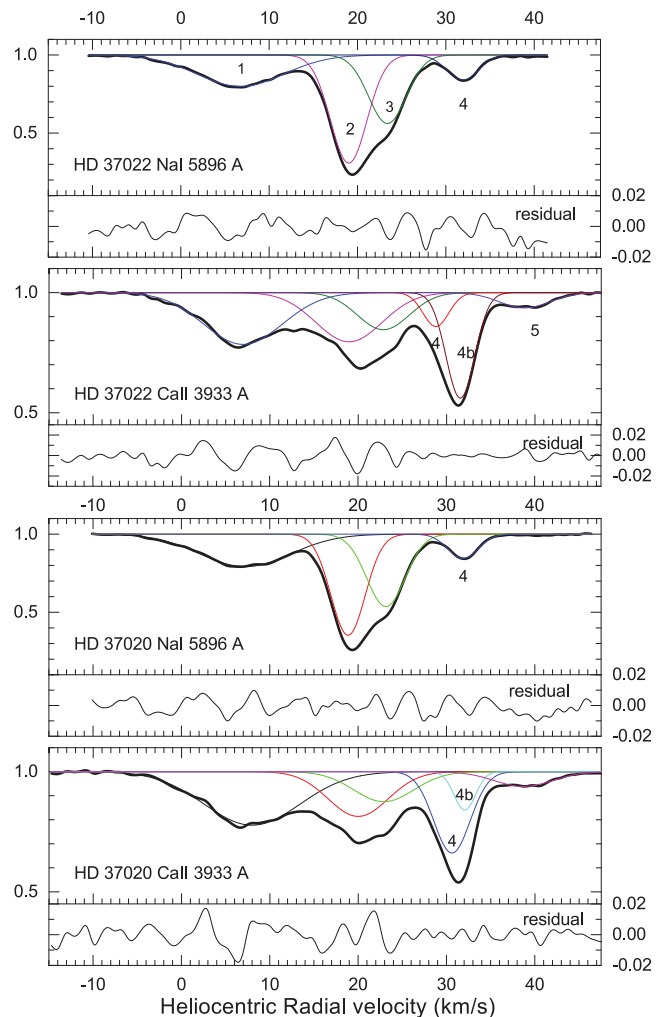 -10 0 10 20 30 40
1.0
1
0.5
2
3
4
HD 37022 NaI 5896 A
0.02
residual
0.00
-0.02
1.0
4
4b
5
HD 37022 CaII 3933 A
0.5
0.02
residual
0.00
-0.02
-10 0 10 20 30 40
1.0
4
0.5
HD 37020 NaI 5896 A
0.02
residual
0.00
-0.02
1.0
4b
4
HD 37020 CaII 3933 A
0.5
0.02
residual
0.00
-0.02
-10 0 10 20 30 40
Heliocentric Radial velocity (km/s)